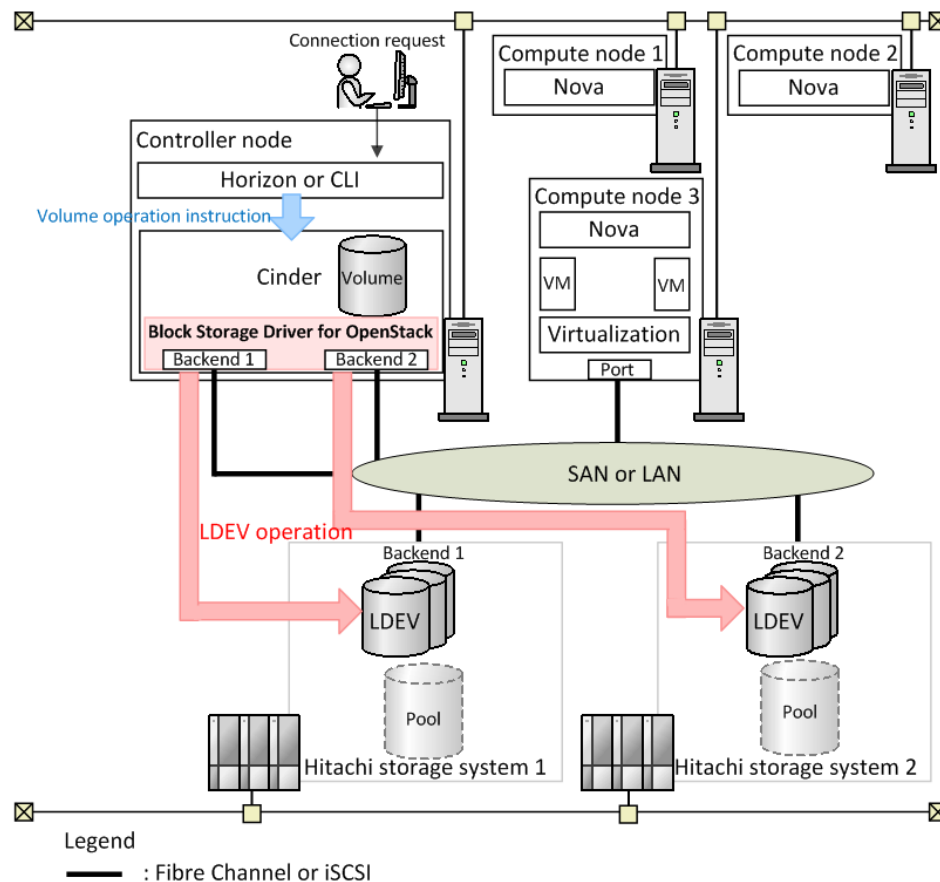 Connection request
Controller node
Horizon or CLI
Volume operation instruction
Cinder
Volume
Block Storage Driver for OpenStack
Backend 1
Backend 2
Compute node 1
Nova
Compute node 2
Nova
Compute node 3
Nova
VM
VM
Virtualization
Port
SAN or LAN
LDEV operation
Backend 1
LDEV
Pool
Hitachi storage system 1
Backend 2
LDEV
Pool
Hitachi storage system 2
Legend
: Fibre Channel or iSCSI